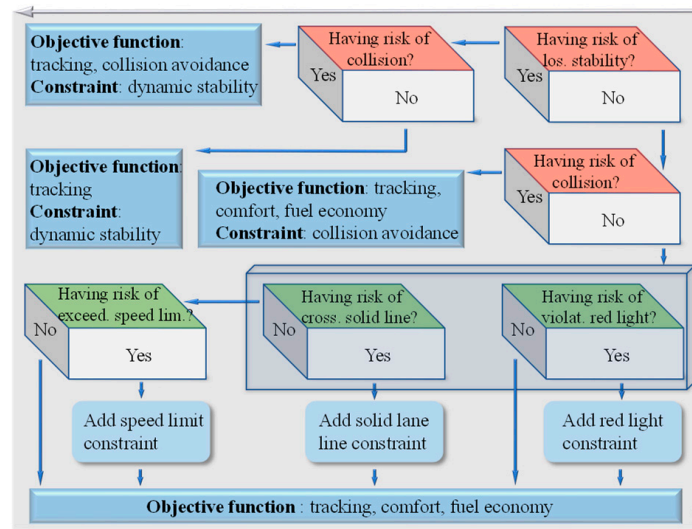 Objective function:
tracking, collision avoidance
Constraint: dynamic stability
Having risk of
collision?
Yes
No
Having risk of
los. stability?
Yes
No
Objective function:
tracking
Constraint:
dynamic stability
Objective function: tracking,
comfort, fuel economy
Constraint: collision avoidance
Having risk of
collision?
Yes
No
Having risk of
exceed. speed lim.?
No
Yes
Having risk of
cross. solid line?
No
Yes
Having risk of
violat. red light?
No
Yes
Add speed limit
constraint
Add solid lane
line constraint
Add red light
constraint
Objective function : tracking, comfort, fuel economy